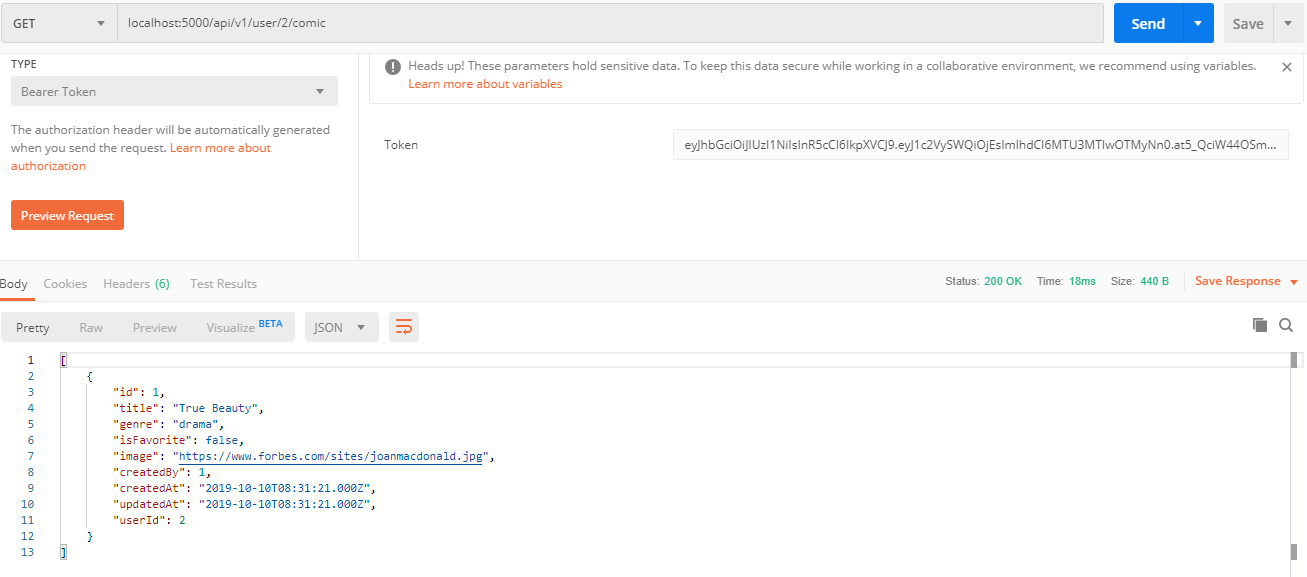 GET localhost:5000/api/v1/user/2/comic Send Save
TYPE
Bearer Token
The authorization header will be automatically generated
when you send the request. Learn more about
authorization
Preview Request
Heads up! These parameters hold sensitive data. To keep this data secure while working in a collaborative environment, we recommend using variables.
Learn more about variables
Token eyJhbGciOiJIUzI1NiIsInR5cCI6IkpXVCJ9.eyJ1c2VySWQiOjEsImlhdCI6MTU3MTIwOTMyNn0.at5_QciW44OSm...
Body Cookies Headers (6) Test Results Status: 200 OK Time: 18ms Size: 440 B Save Response
Pretty Raw Preview Visualize BETA JSON
1 [
2 {
3 "id": 1,
4 "title": "True Beauty",
5 "genre": "drama",
6 "isFavorite": false,
7 "image": "https://www.forbes.com/sites/joanmacdonald.jpg",
8 "createdBy": 1,
9 "createdAt": "2019-10-10T08:31:21.000Z",
10 "updatedAt": "2019-10-10T08:31:21.000Z",
11 "userId": 2
12 }
13 ]